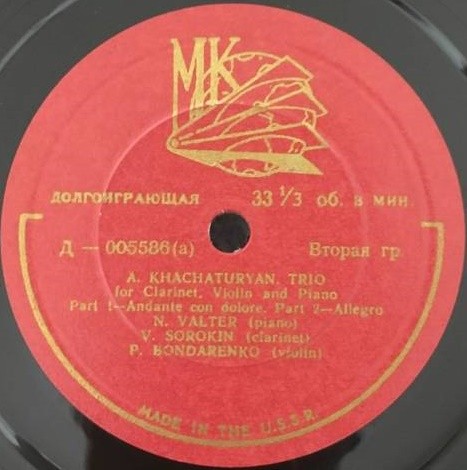 МК
ДОЛГОИГРАЮЩАЯ 33 1/3 об. в мин.
Д — 005586(а) Вторая гр.
A. KHACHATURYAN. TRIO
for Clarinet, Violin and Piano
Part 1—Andante con dolore. Part 2—Allegro
N. VALTER (piano)
V. SOROKIN (clarinet)
P. BONDARENKO (violin)
MADE IN THE U.S.S.R.